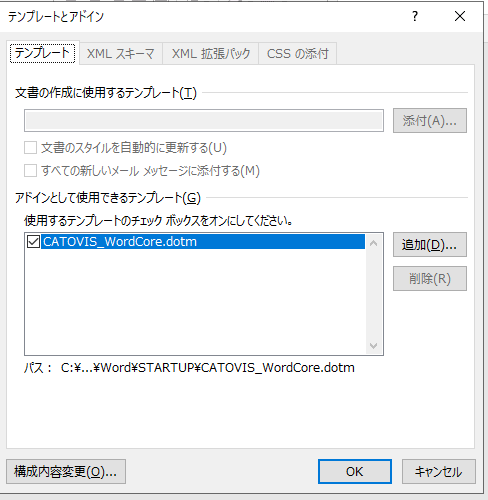 テンプレートとアドイン
テンプレート XML スキーマ XML 拡張パック CSS の添付
文書の作成に使用するテンプレート(T)
添付(A)...
文書のスタイルを自動的に更新する(U)
すべての新しいメール メッセージに添付する(M)
アドインとして使用できるテンプレート(G)
使用するテンプレートのチェック ボックスをオンにしてください。
CATOVIS_WordCore.dotm
追加(D)...
削除(R)
パス： C:¥...¥Word¥STARTUP¥CATOVIS_WordCore.dotm
構成内容変更(O)... OK キャンセル